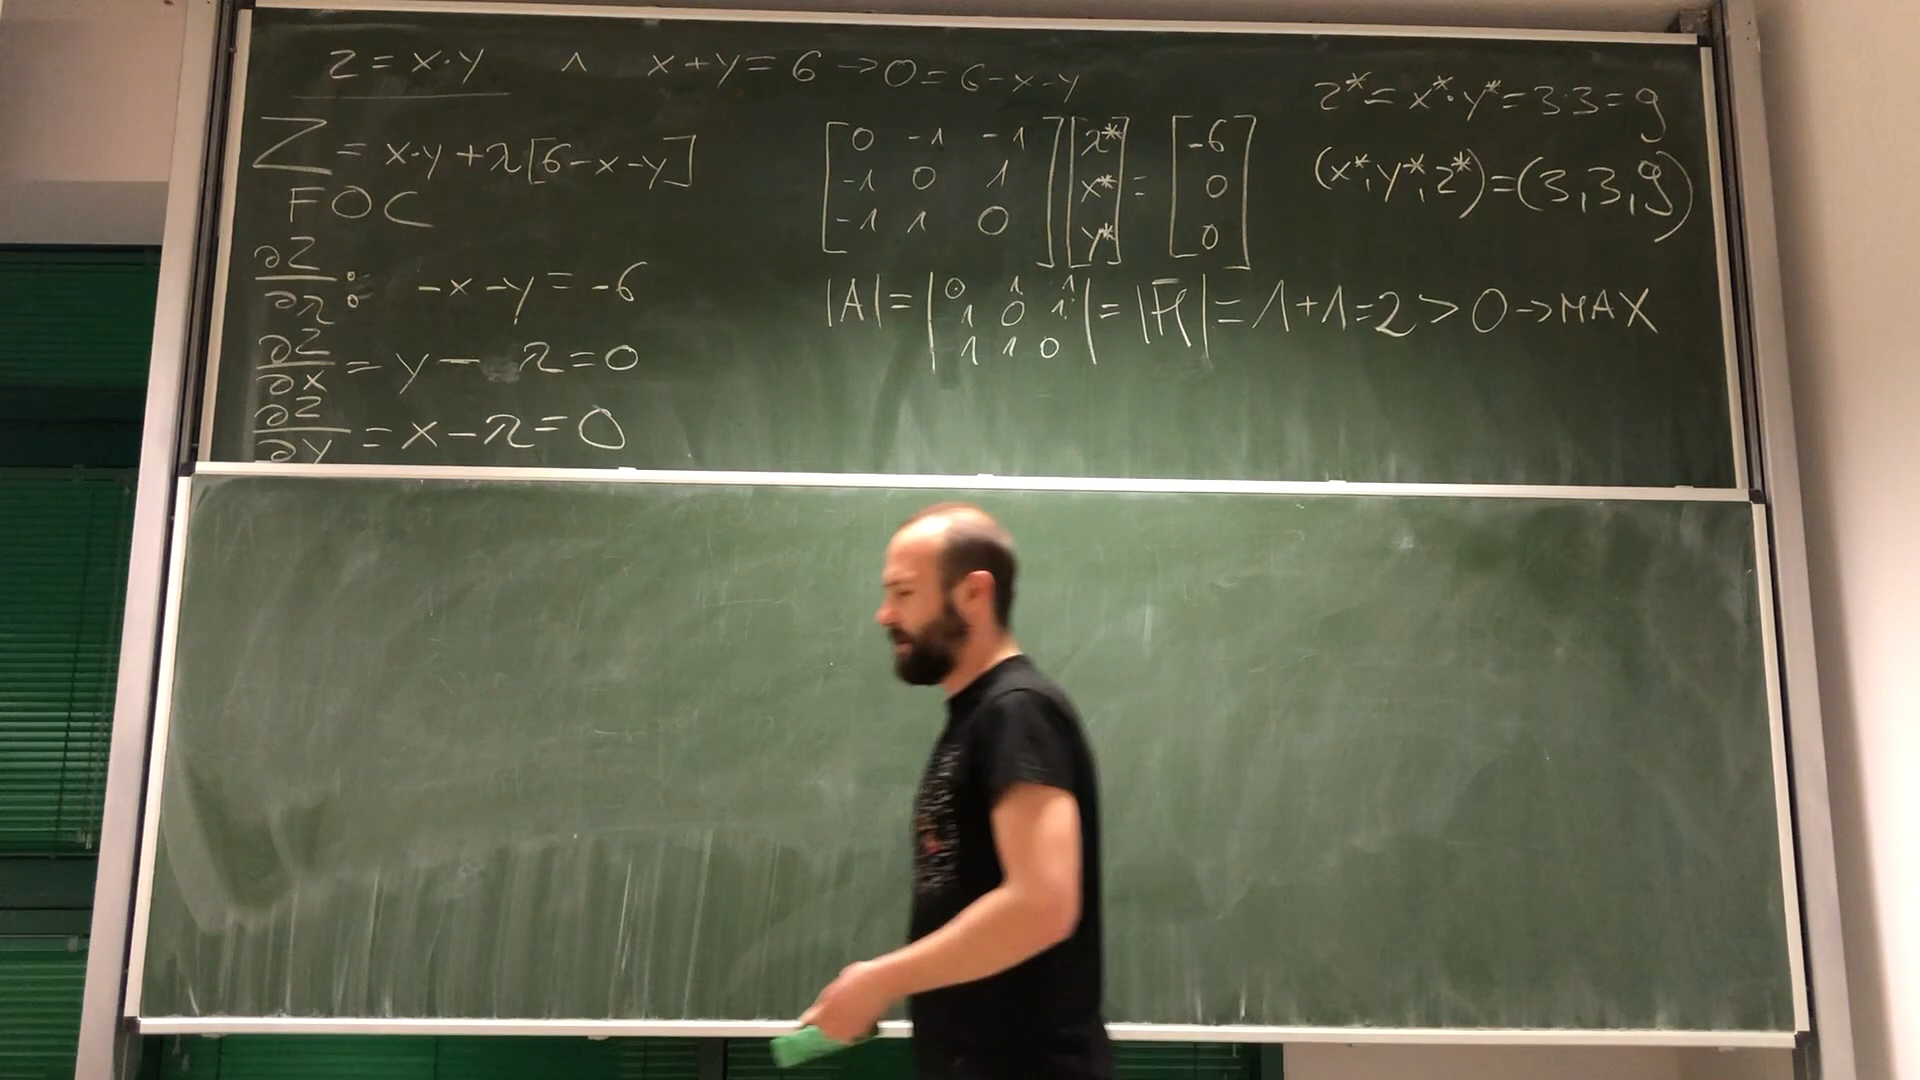 z = x·y ∧ x+y=6 → 0=6-x-y
Z = x·y+λ[6-x-y]
FOC
∂Z/∂λ: -x-y=-6
∂Z/∂x = y- λ=0
∂Z/∂y = x-λ=0
[0 -1 -1] [λ*] = [-6]
[-1 0 1] [x*] = [0]
[-1 1 0] [y*] = [0]
|A| = |0 1 1; 1 0 1; 1 1 0| = |H̄| = 1+1=2>0→MAX
z*=x*·y*=3·3=9
(x*,y*,z*)=(3,3,9)